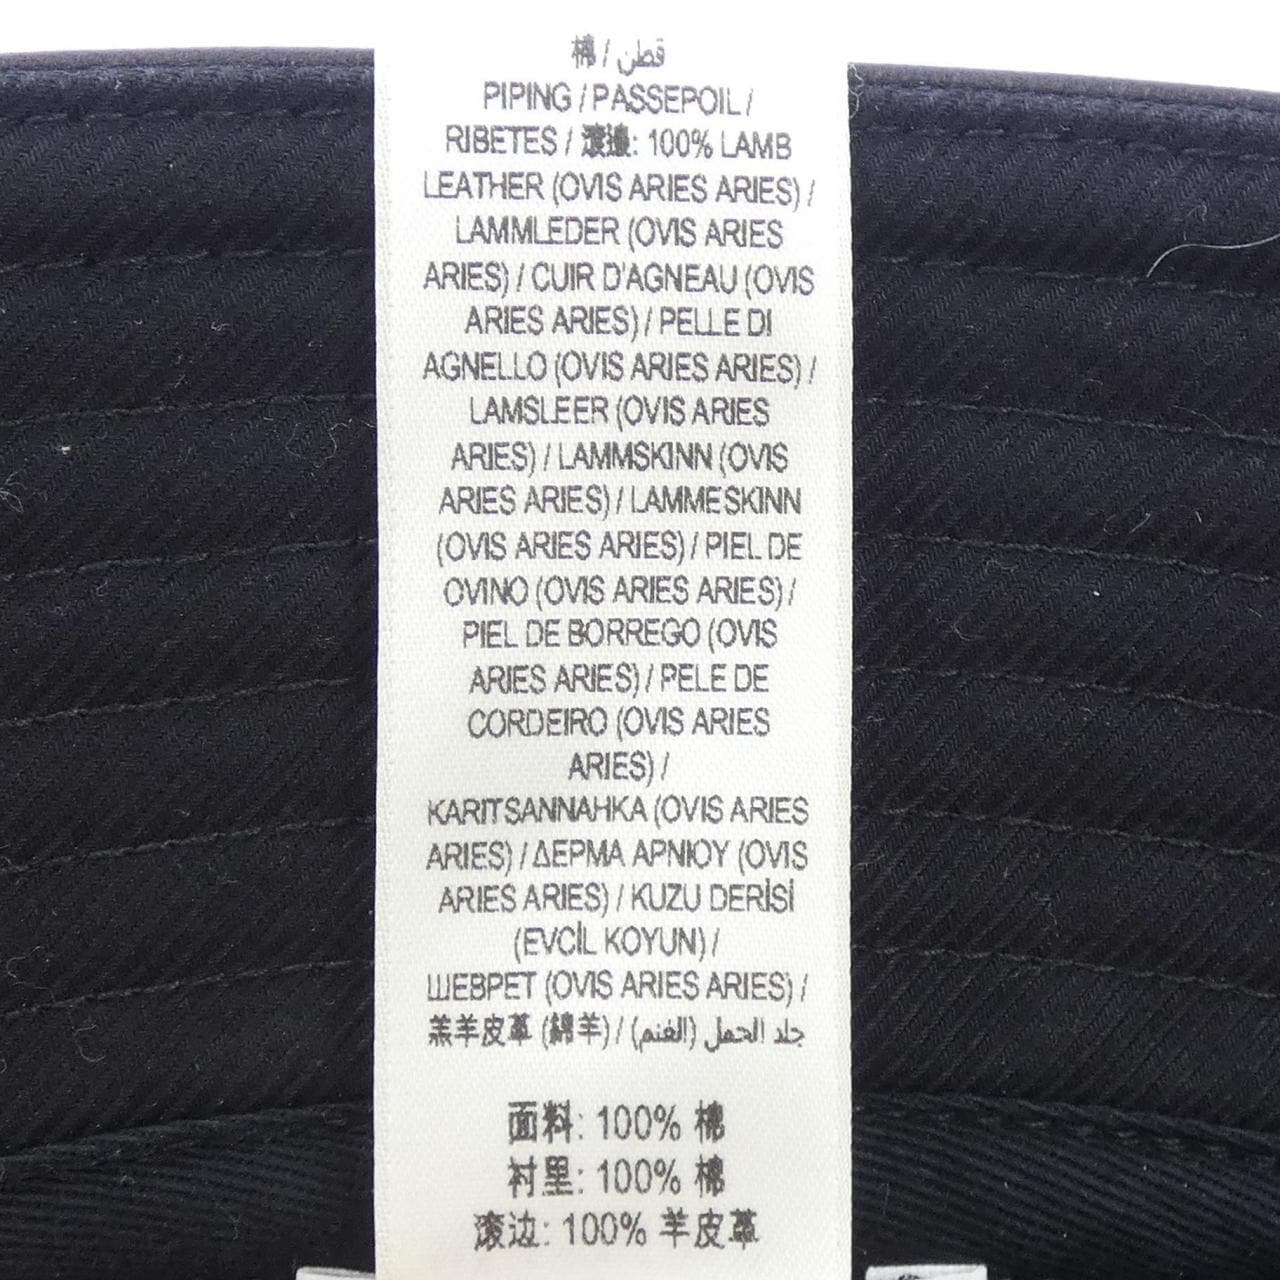 棉 / قطن
PIPING / PASSEPOIL /
RIBETES / 滾邊: 100% LAMB
LEATHER (OVIS ARIES ARIES) /
LAMMLEDER (OVIS ARIES
ARIES) / CUIR D'AGNEAU (OVIS
ARIES ARIES) / PELLE DI
AGNELLO (OVIS ARIES ARIES) /
LAMSLEER (OVIS ARIES
ARIES) / LAMMSKINN (OVIS
ARIES ARIES) / LAMMESKINN
(OVIS ARIES ARIES) / PIEL DE
OVINO (OVIS ARIES ARIES) /
PIEL DE BORREGO (OVIS
ARIES ARIES) / PELE DE
CORDEIRO (OVIS ARIES
ARIES) /
KARITSANNAHKA (OVIS ARIES
ARIES) / ΔΕΡΜΑ ΑΡΝΙΟΥ (OVIS
ARIES ARIES) / KUZU DERİSİ
(EVCİL KOYUN) /
ШЕВРЕТ (OVIS ARIES ARIES) /
羔羊皮革 (綿羊) / جلد الحمل (الغنم)
面料: 100% 棉
衬里: 100% 棉
滚边: 100% 羊皮革